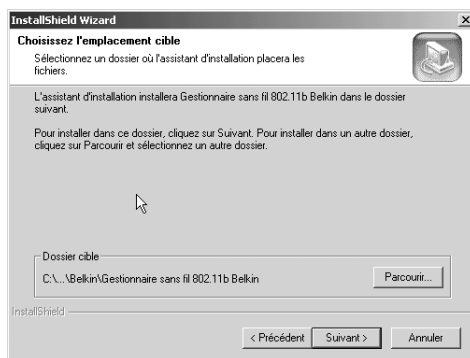 InstallShield Wizard
Choisissez l'emplacement cible
Sélectionnez un dossier où l'assistant d'installation placera les
fichiers.
L'assistant d'installation installera Gestionnaire sans fil 802.11b Belkin dans le dossier
suivant.
Pour installer dans ce dossier, cliquez sur Suivant. Pour installer dans un autre dossier,
cliquez sur Parcourir et sélectionnez un autre dossier.
Dossier cible
C:\...\Belkin\Gestionnaire sans fil 802.11b Belkin
Parcourir...
InstallShield
< Précédent
Suivant >
Annuler